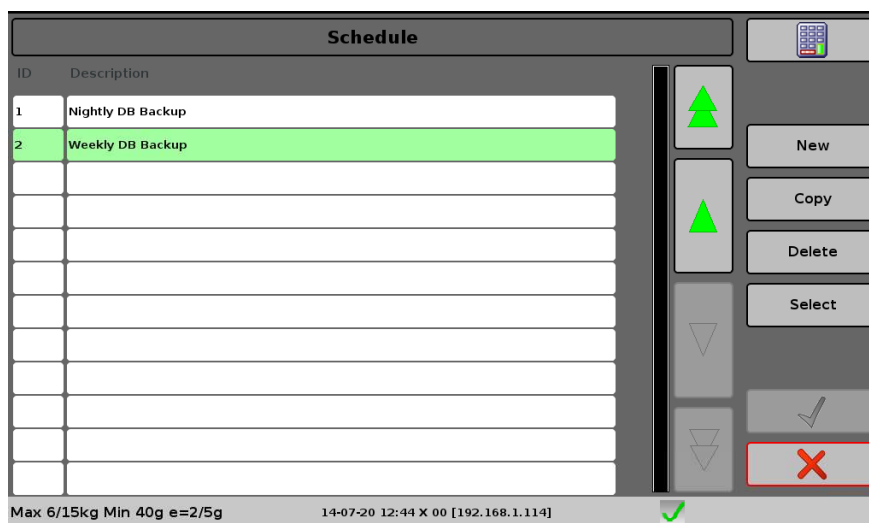 Schedule
ID Description
1 Nightly DB Backup
2 Weekly DB Backup
New
Copy
Delete
Select
Max 6/15kg Min 40g e=2/5g 14-07-20 12:44 X 00 [192.168.1.114]